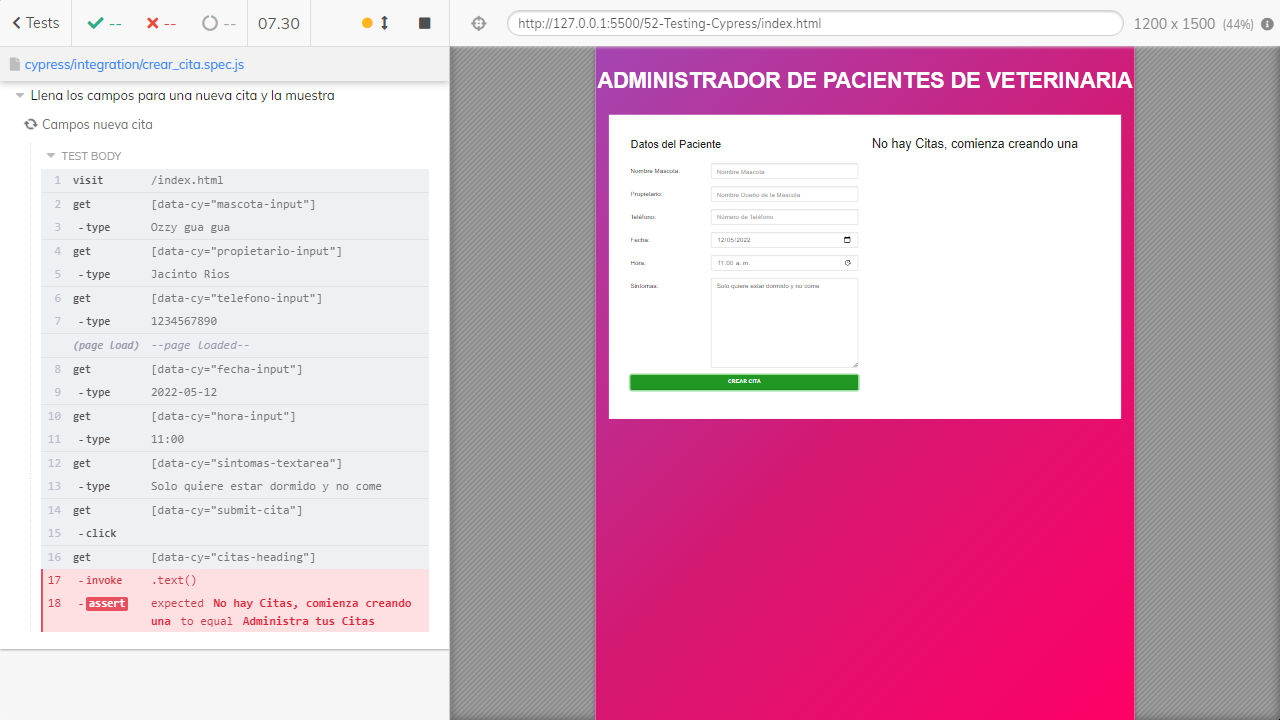 Tests
--
--
--
07.30
http://127.0.0.1:5500/52-Testing-Cypress/index.html
1200 x 1500 (44%)
cypress/integration/crear_cita.spec.js
Llena los campos para una nueva cita y la muestra
Campos nueva cita
TEST BODY
1 visit /index.html
2 get [data-cy="mascota-input"]
3 -type Ozzy gua gua
4 get [data-cy="propietario-input"]
5 -type Jacinto Rios
6 get [data-cy="telefono-input"]
7 -type 1234567890
(page load) --page loaded--
8 get [data-cy="fecha-input"]
9 -type 2022-05-12
10 get [data-cy="hora-input"]
11 -type 11:00
12 get [data-cy="sintomas-textarea"]
13 -type Solo quiere estar dormido y no come
14 get [data-cy="submit-cita"]
15 -click
16 get [data-cy="citas-heading"]
17 -invoke .text()
18 -assert expected No hay Citas, comienza creando
una to equal Administra tus Citas
ADMINISTRADOR DE PACIENTES DE VETERINARIA
Datos del Paciente
Nombre Mascota: Nombre Mascota
Propietario: Nombre Dueño de la Mascota
Teléfono: Número de Teléfono
Fecha: 12/05/2022
Hora: 11:00 a. m.
Sintomas: Solo quiere estar dormido y no come
CREAR CITA
No hay Citas, comienza creando una